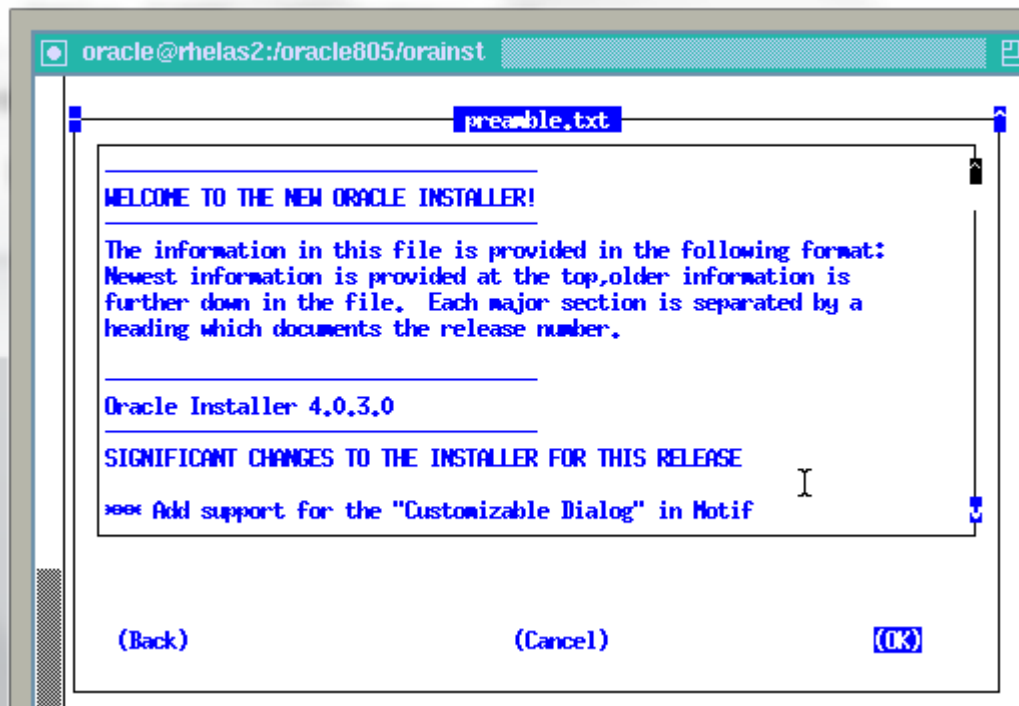 oracle@rhelas2:/oracle805/orainst
preamble.txt
WELCOME TO THE NEW ORACLE INSTALLER!
The information in this file is provided in the following format:
Newest information is provided at the top,older information is
further down in the file.  Each major section is separated by a
heading which documents the release number.
Oracle Installer 4.0.3.0
SIGNIFICANT CHANGES TO THE INSTALLER FOR THIS RELEASE
*** Add support for the "Customizable Dialog" in Motif
(Back) (Cancel) (OK)